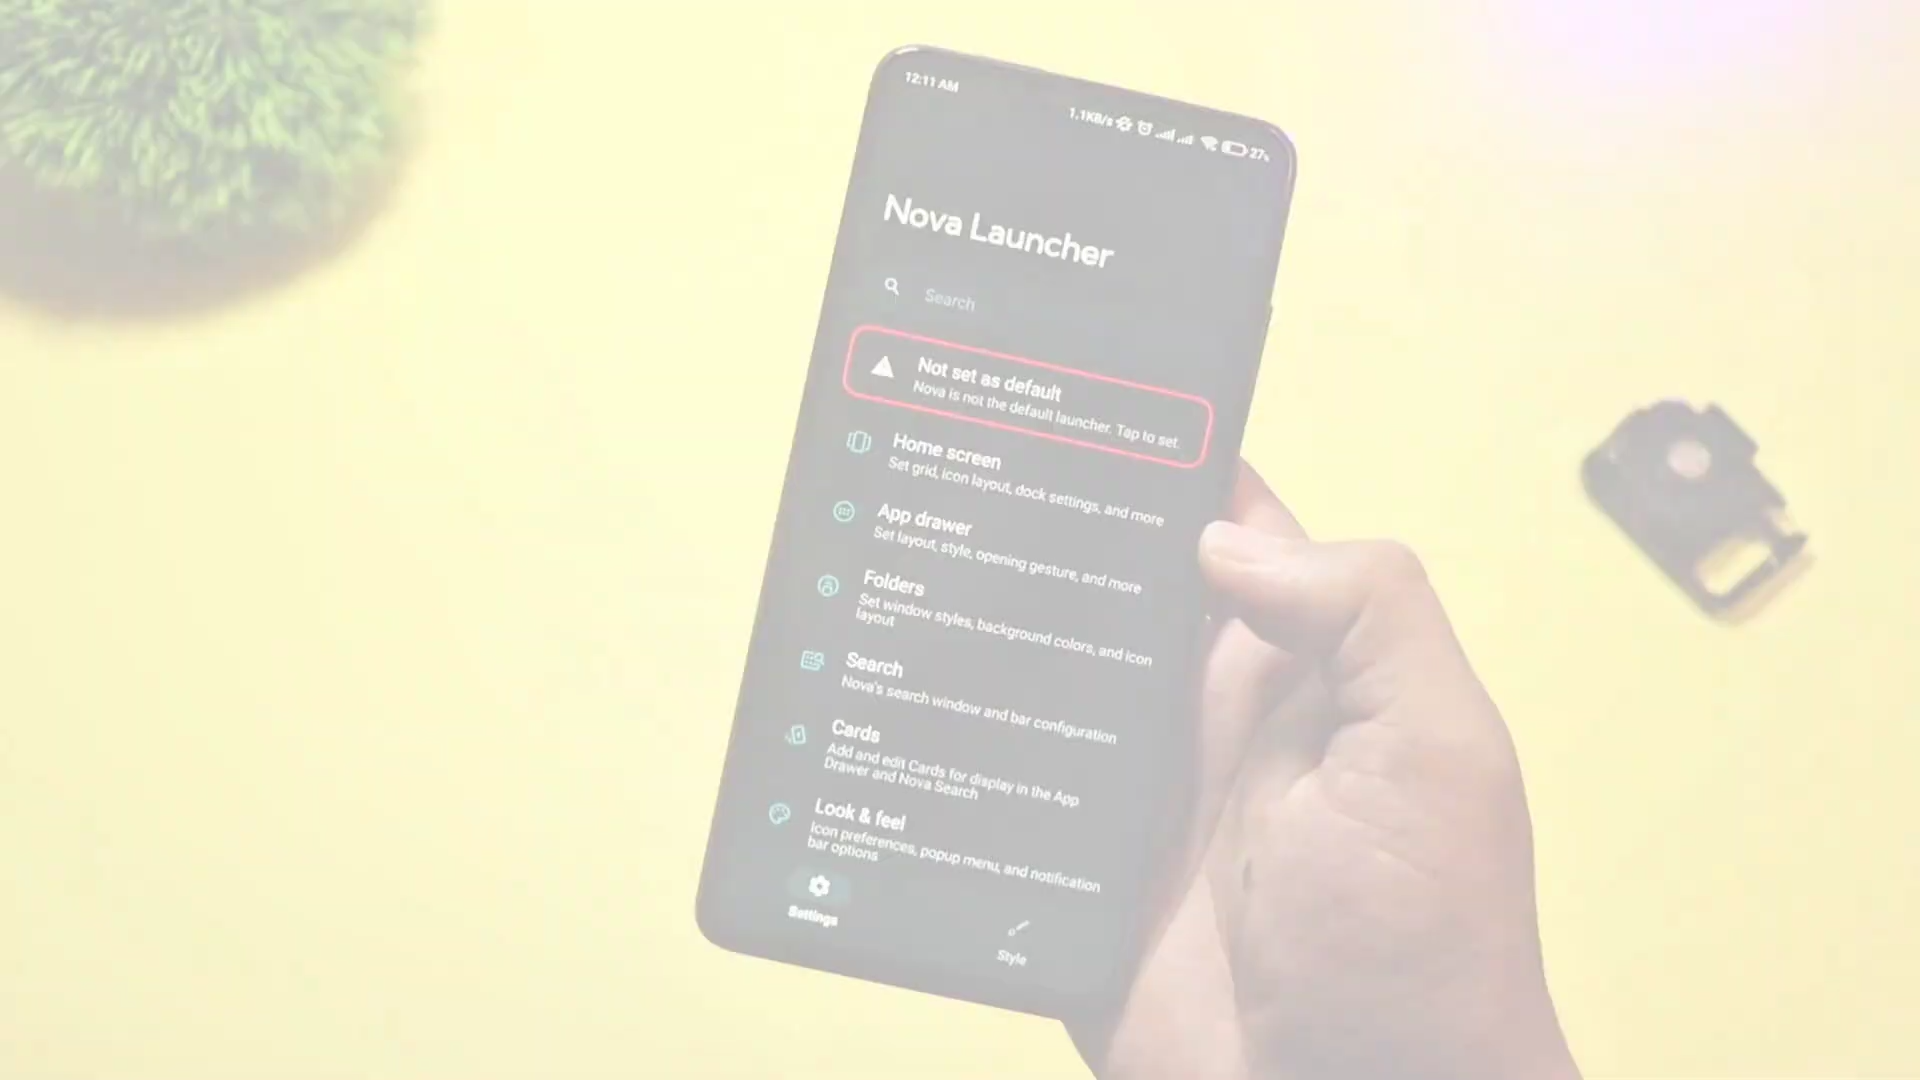 12:11 AM
1.1KB/s 27%
Nova Launcher
Search
Not set as default
Nova is not the default launcher. Tap to set.
Home screen
Set grid, icon layout, dock settings, and more
App drawer
Set layout, style, opening gesture, and more
Folders
Set window styles, background colors, and icon
layout
Search
Nova's search window and bar configuration
Cards
Add and edit Cards for display in the App
Drawer and Nova Search
Look & feel
Icon preferences, popup menu, and notification
bar options
Settings
Style